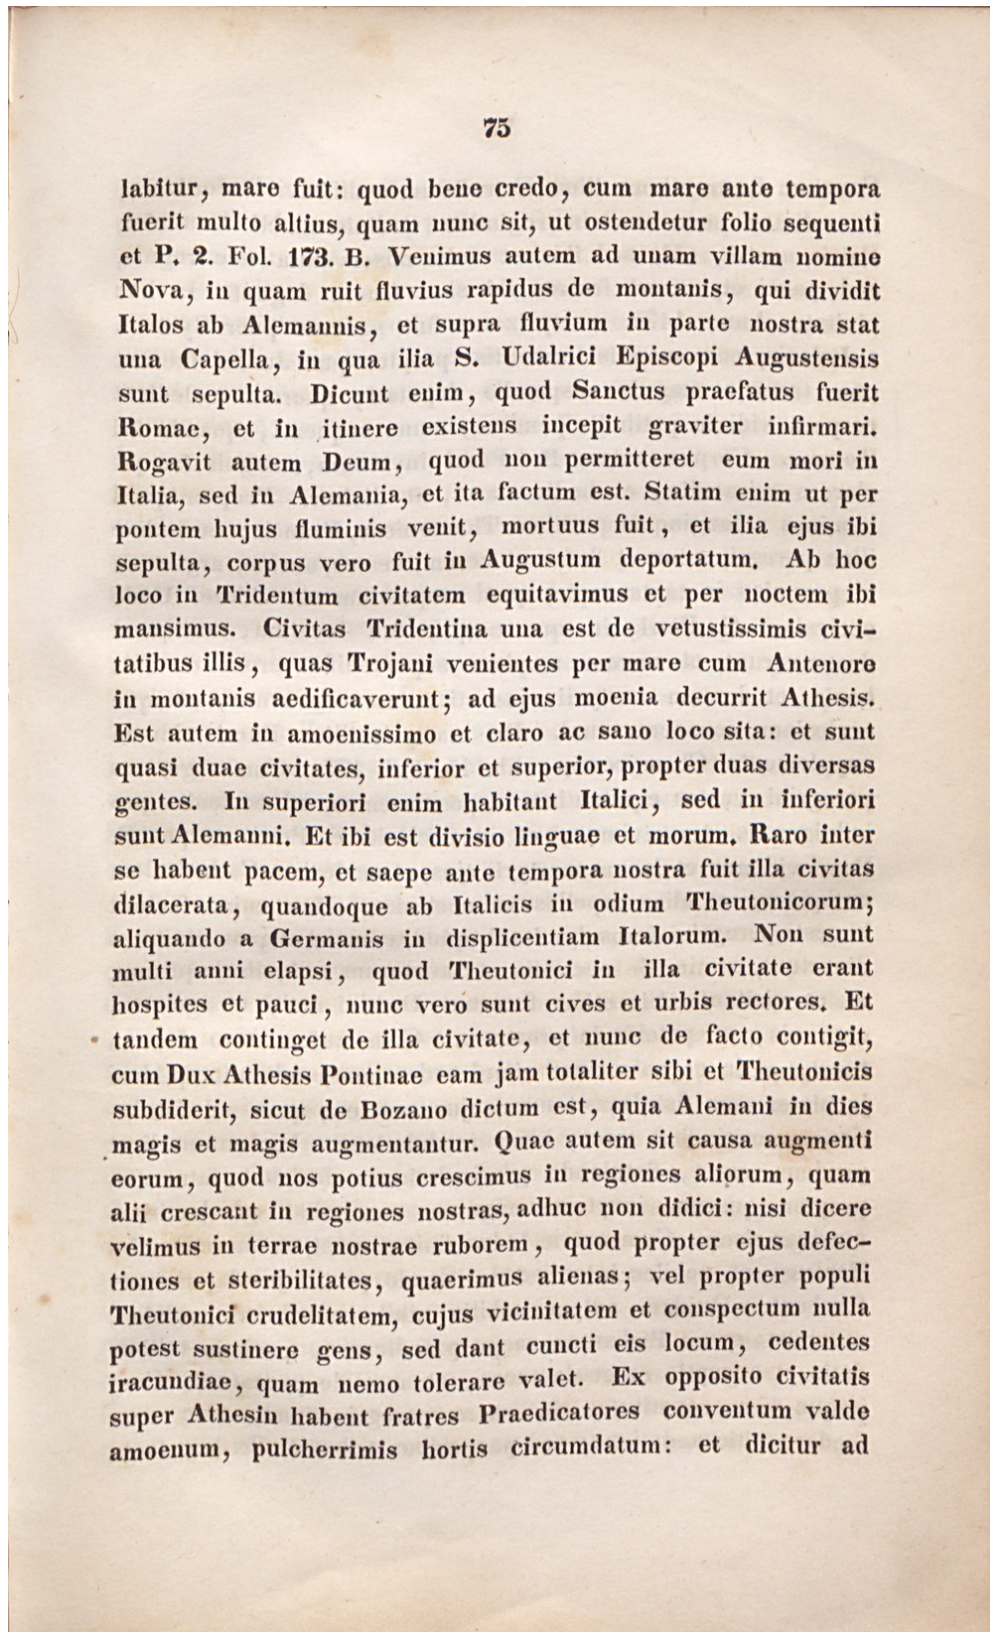 75
labitur, mare fuit: quod bene credo, cum mare ante tempora
fuerit multo altius, quam nunc sit, ut ostendetur folio sequenti
et P. 2. Fol. 173. B. Venimus autem ad unam villam nomine
Nova, in quam ruit fluvius rapidus de montanis, qui dividit
Italos ab Alemannis, et supra fluvium in parte nostra stat
una Capella, in qua ilia S. Udalrici Episcopi Augustensis
sunt sepulta. Dicunt enim, quod Sanctus praefatus fuerit
Romae, et in itinere existens incepit graviter infirmari.
Rogavit autem Deum, quod non permitteret eum mori in
Italia, sed in Alemania, et ita factum est. Statim enim ut per
pontem hujus fluminis venit, mortuus fuit, et ilia ejus ibi
sepulta, corpus vero fuit in Augustum deportatum. Ab hoc
loco in Tridentum civitatem equitavimus et per noctem ibi
mansimus. Civitas Tridentina una est de vetustissimis civi-
tatibus illis, quas Trojani venientes per mare cum Antenore
in montanis aedificaverunt; ad ejus moenia decurrit Athesis.
Est autem in amoenissimo et claro ac sano loco sita: et sunt
quasi duae civitates, inferior et superior, propter duas diversas
gentes. In superiori enim habitant Italici, sed in inferiori
sunt Alemanni. Et ibi est divisio linguae et morum. Raro inter
se habent pacem, et saepe ante tempora nostra fuit illa civitas
dilacerata, quandoque ab Italicis in odium Theutonicorum;
aliquando a Germanis in displicentiam Italorum. Non sunt
multi anni elapsi, quod Theutonici in illa civitate erant
hospites et pauci, nunc vero sunt cives et urbis rectores. Et
tandem continget de illa civitate, et nunc de facto contigit,
cum Dux Athesis Pontinae eam jam totaliter sibi et Theutonicis
subdiderit, sicut de Bozano dictum est, quia Alemani in dies
magis et magis augmentantur. Quae autem sit causa augmenti
eorum, quod nos potius crescimus in regiones aliorum, quam
alii crescant in regiones nostras, adhuc non didici: nisi dicere
velimus in terrae nostrae ruborem, quod propter ejus defec-
tiones et steribilitates, quaerimus alienas; vel propter populi
Theutonici crudelitatem, cujus vicinitatem et conspectum nulla
potest sustinere gens, sed dant cuncti eis locum, cedentes
iracundiae, quam nemo tolerare valet. Ex opposito civitatis
super Athesin habent fratres Praedicatores conventum valde
amoenum, pulcherrimis hortis circumdatum: et dicitur ad